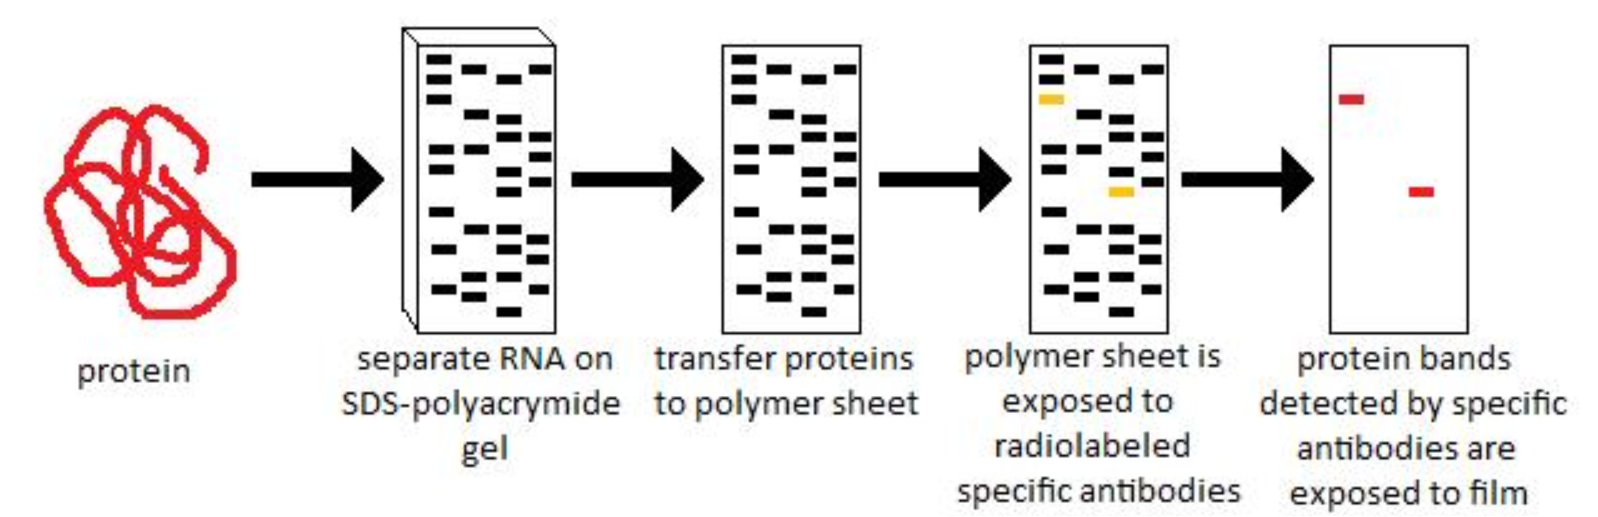 protein
separate RNA on
SDS-polyacrymide
gel
transfer proteins
to polymer sheet
polymer sheet is
exposed to
radiolabeled
specific antibodies
protein bands
detected by specific
antibodies are
exposed to film